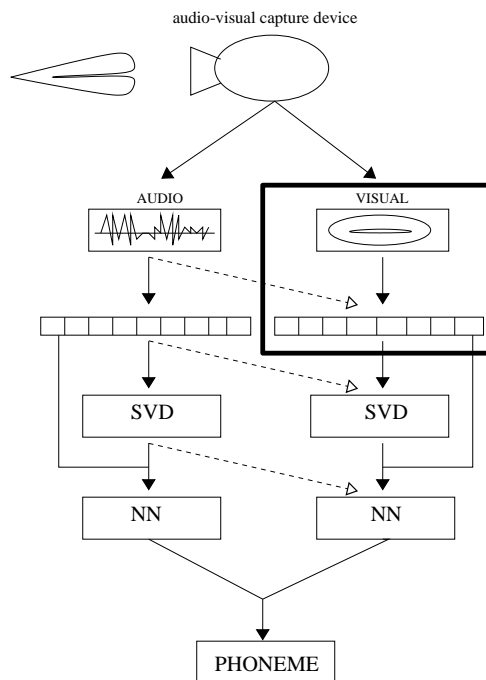 audio-visual capture device
AUDIO
VISUAL
SVD
SVD
NN
NN
PHONEME